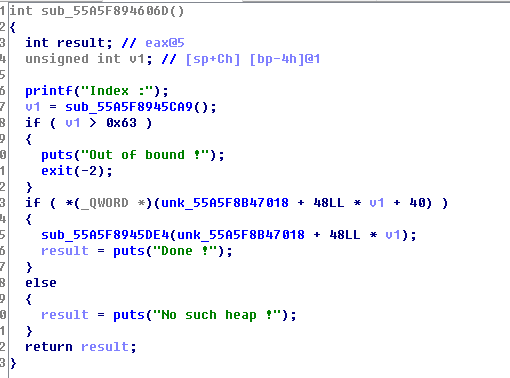 1 int sub_55A5F894606D()
2 {
3   int result; // eax@5
4   unsigned int v1; // [sp+Ch] [bp-4h]@1
5
6   printf("Index :");
7   v1 = sub_55A5F8945CA9();
8   if ( v1 > 0x63 )
9   {
0     puts("Out of bound !");
1     exit(-2);
2   }
3   if ( *(_QWORD *)(unk_55A5F8B47018 + 48LL * v1 + 40) )
4   {
5     sub_55A5F8945DE4(unk_55A5F8B47018 + 48LL * v1);
6     result = puts("Done !");
7   }
8   else
9   {
0     result = puts("No such heap !");
1   }
2   return result;
3 }